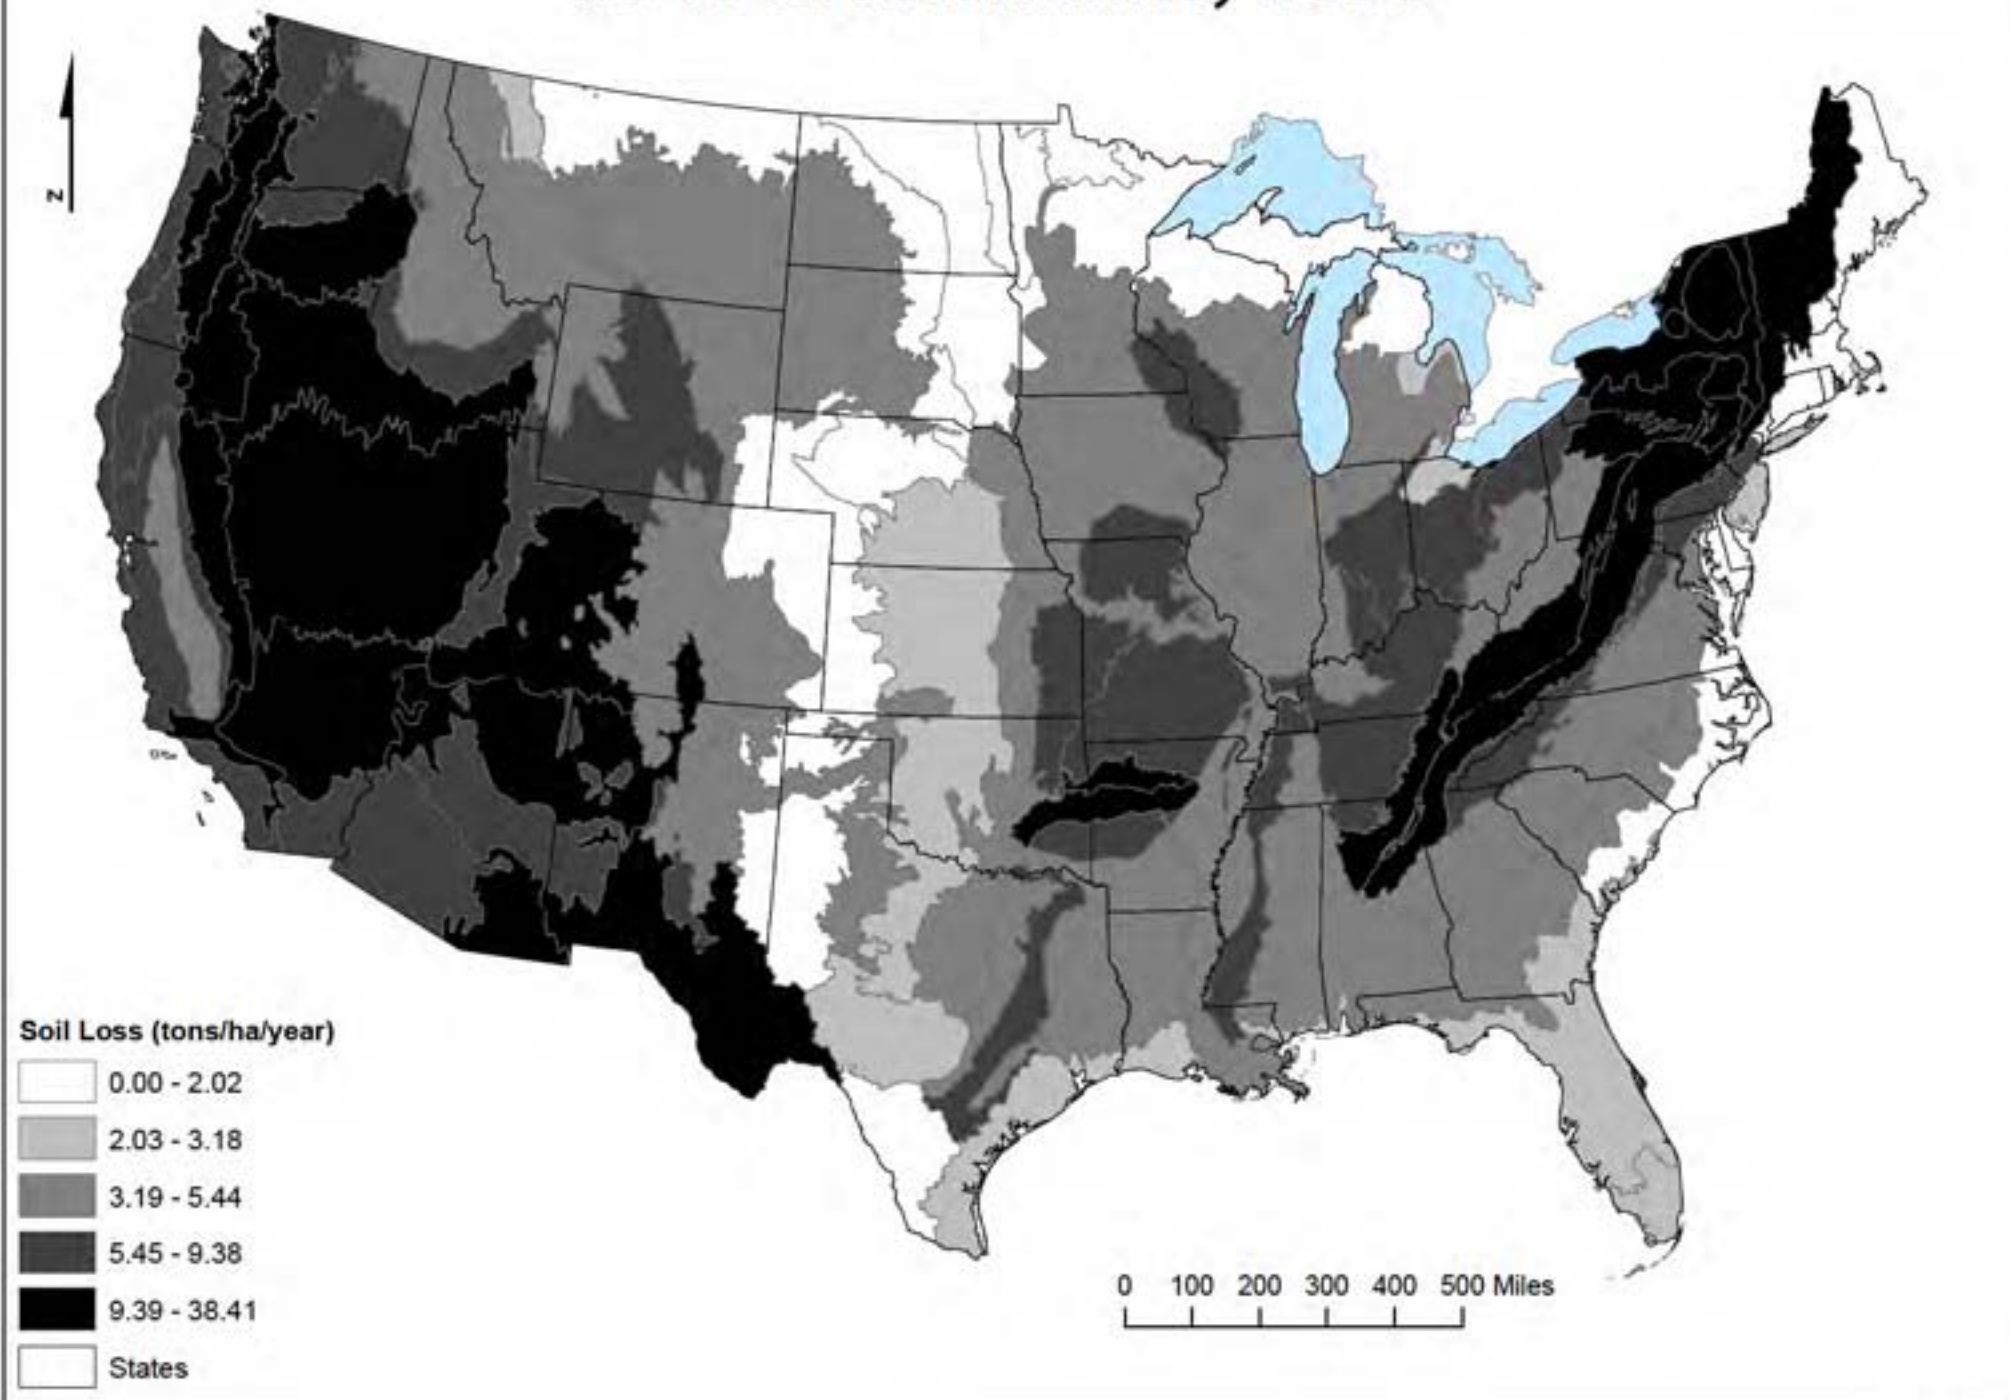 N
Soil Loss (tons/ha/year)
0.00 - 2.02
2.03 - 3.18
3.19 - 5.44
5.45 - 9.38
9.39 - 38.41
States
0 100 200 300 400 500 Miles